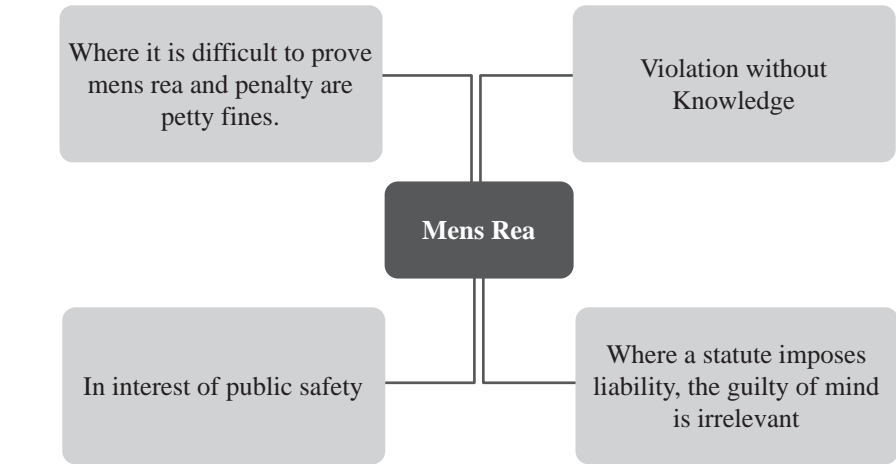 Where it is difficult to prove
mens rea and penalty are
petty fines.
Violation without
Knowledge
Mens Rea
In interest of public safety
Where a statute imposes
liability, the guilty of mind
is irrelevant